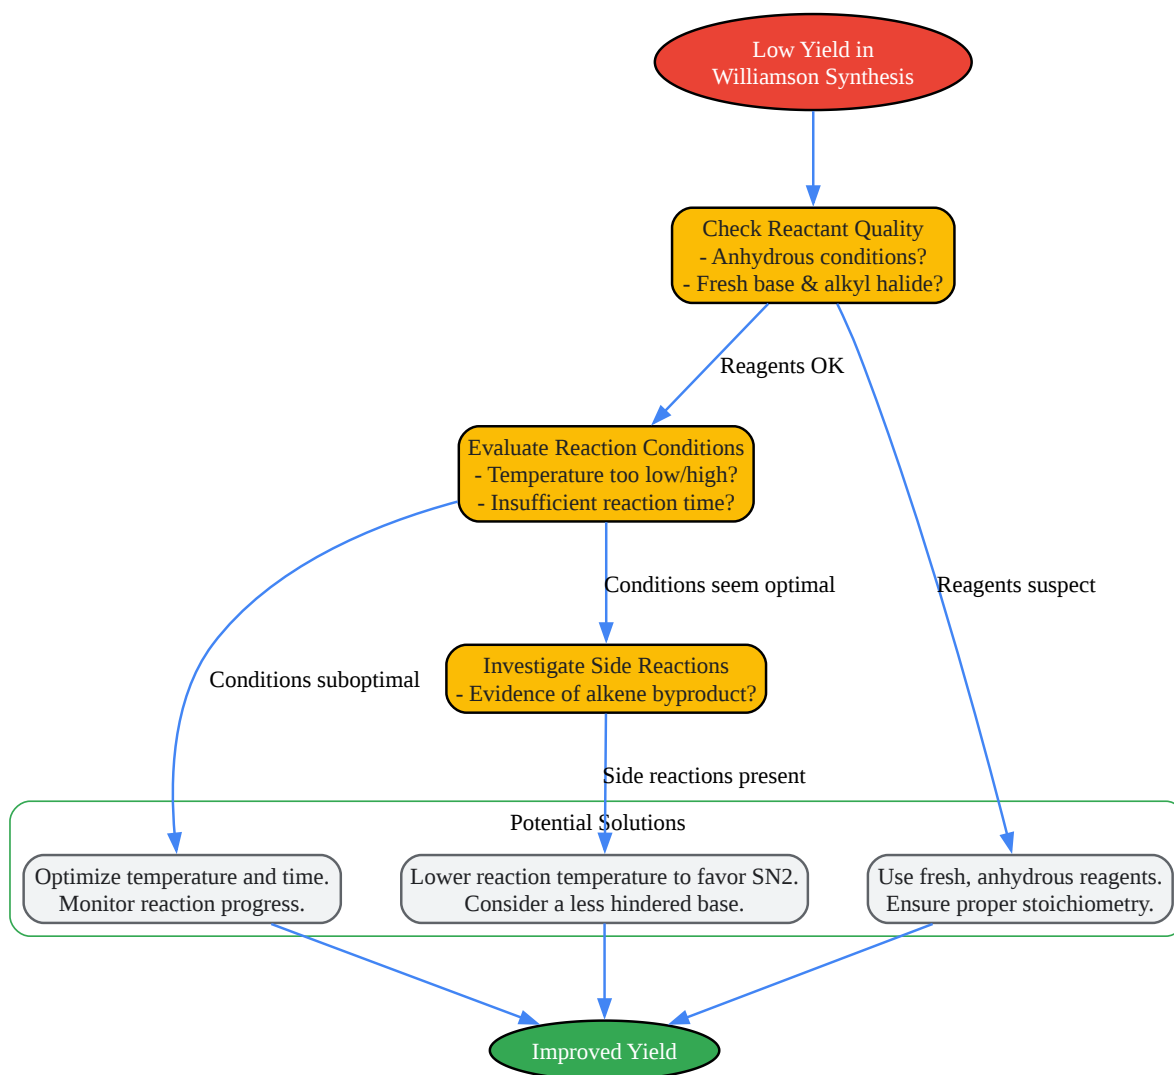 Low Yield in
Williamson Synthesis
Check Reactant Quality
- Anhydrous conditions?
- Fresh base & alkyl halide?
Reagents OK
Evaluate Reaction Conditions
- Temperature too low/high?
- Insufficient reaction time?
Conditions seem optimal
Reagents suspect
Investigate Side Reactions
- Evidence of alkene byproduct?
Conditions suboptimal
Side reactions present
Potential Solutions
Optimize temperature and time.
Monitor reaction progress.
Lower reaction temperature to favor SN2.
Consider a less hindered base.
Use fresh, anhydrous reagents.
Ensure proper stoichiometry.
Improved Yield